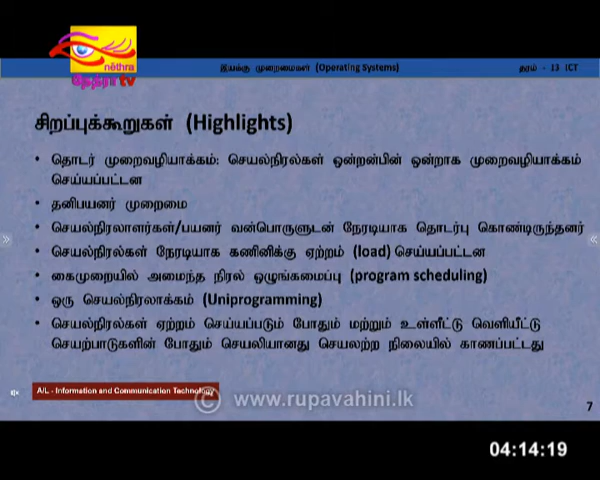 nēthra
நேத்ரா tv
இயக்கு முறைமைகள் (Operating Systems)
தரம் - 13 ICT
சிறப்புக்கூறுகள் (Highlights)
• தொடர் முறைவழியாக்கம்: செயல்நிரல்கள் ஒன்றன்பின் ஒன்றாக முறைவழியாக்கம்
செய்யப்பட்டன
• தனிபயனர் முறைமை
• செயல்நிரலாளர்கள்/பயனர் வன்பொருளுடன் நேரடியாக தொடர்பு கொண்டிருந்தனர்
• செயல்நிரல்கள் நேரடியாக கணினிக்கு ஏற்றம் (load) செய்யப்பட்டன
• கைமுறையில் அமைந்த நிரல் ஒழுங்கமைப்பு (program scheduling)
• ஒரு செயல்நிரலாக்கம் (Uniprogramming)
• செயல்நிரல்கள் ஏற்றம் செய்யப்படும் போதும் மற்றும் உள்ளீட்டு வெளியீட்டு
செயற்பாடுகளின் போதும் செயலியானது செயலற்ற நிலையில் காணப்பட்டது
A/L - Information and Communication Technology
© www.rupavahini.lk
7
04:14:19